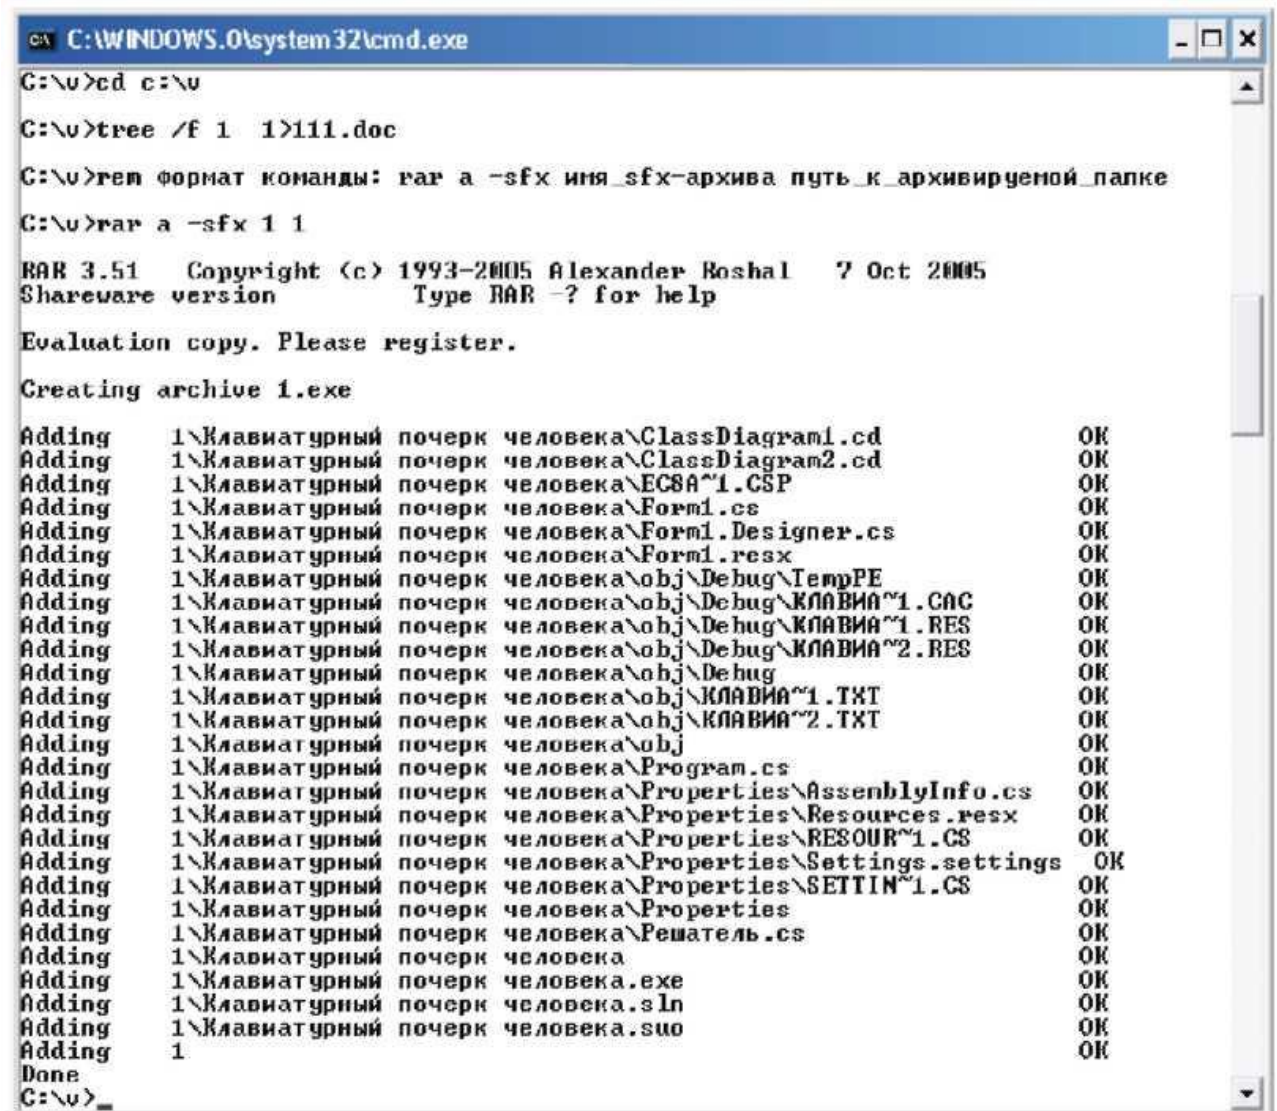 C:\WINDOWS.0\system32\cmd.exe
C:\v>cd c:\v
C:\v>tree /f 1  1>111.doc
C:\v>rem формат команды: rar a -sfx имя_sfx-архива путь_к_архивируемой_папке
C:\v>rar a -sfx 1 1
RAR 3.51   Copyright (c) 1993-2005 Alexander Roshal   7 Oct 2005
Shareware version         Type RAR -? for help
Evaluation copy. Please register.
Creating archive 1.exe
Adding    1\Клавиатурный почерк человека\ClassDiagram1.cd    OK
Adding    1\Клавиатурный почерк человека\ClassDiagram2.cd    OK
Adding    1\Клавиатурный почерк человека\EC8A~1.CSP    OK
Adding    1\Клавиатурный почерк человека\Form1.cs    OK
Adding    1\Клавиатурный почерк человека\Form1.Designer.cs    OK
Adding    1\Клавиатурный почерк человека\Form1.resx    OK
Adding    1\Клавиатурный почерк человека\obj\Debug\TempPE    OK
Adding    1\Клавиатурный почерк человека\obj\Debug\КЛАВИА~1.CAC    OK
Adding    1\Клавиатурный почерк человека\obj\Debug\КЛАВИА~1.RES    OK
Adding    1\Клавиатурный почерк человека\obj\Debug\КЛАВИА~2.RES    OK
Adding    1\Клавиатурный почерк человека\obj\Debug    OK
Adding    1\Клавиатурный почерк человека\obj\КЛАВИА~1.TXT    OK
Adding    1\Клавиатурный почерк человека\obj\КЛАВИА~2.TXT    OK
Adding    1\Клавиатурный почерк человека\obj    OK
Adding    1\Клавиатурный почерк человека\Program.cs    OK
Adding    1\Клавиатурный почерк человека\Properties\AssemblyInfo.cs    OK
Adding    1\Клавиатурный почерк человека\Properties\Resources.resx    OK
Adding    1\Клавиатурный почерк человека\Properties\RESOUR~1.CS    OK
Adding    1\Клавиатурный почерк человека\Properties\Settings.settings    OK
Adding    1\Клавиатурный почерк человека\Properties\SETTIN~1.CS    OK
Adding    1\Клавиатурный почерк человека\Properties    OK
Adding    1\Клавиатурный почерк человека\Решатель.cs    OK
Adding    1\Клавиатурный почерк человека    OK
Adding    1\Клавиатурный почерк человека.exe    OK
Adding    1\Клавиатурный почерк человека.sln    OK
Adding    1\Клавиатурный почерк человека.suo    OK
Adding    1    OK
Done
C:\v>_